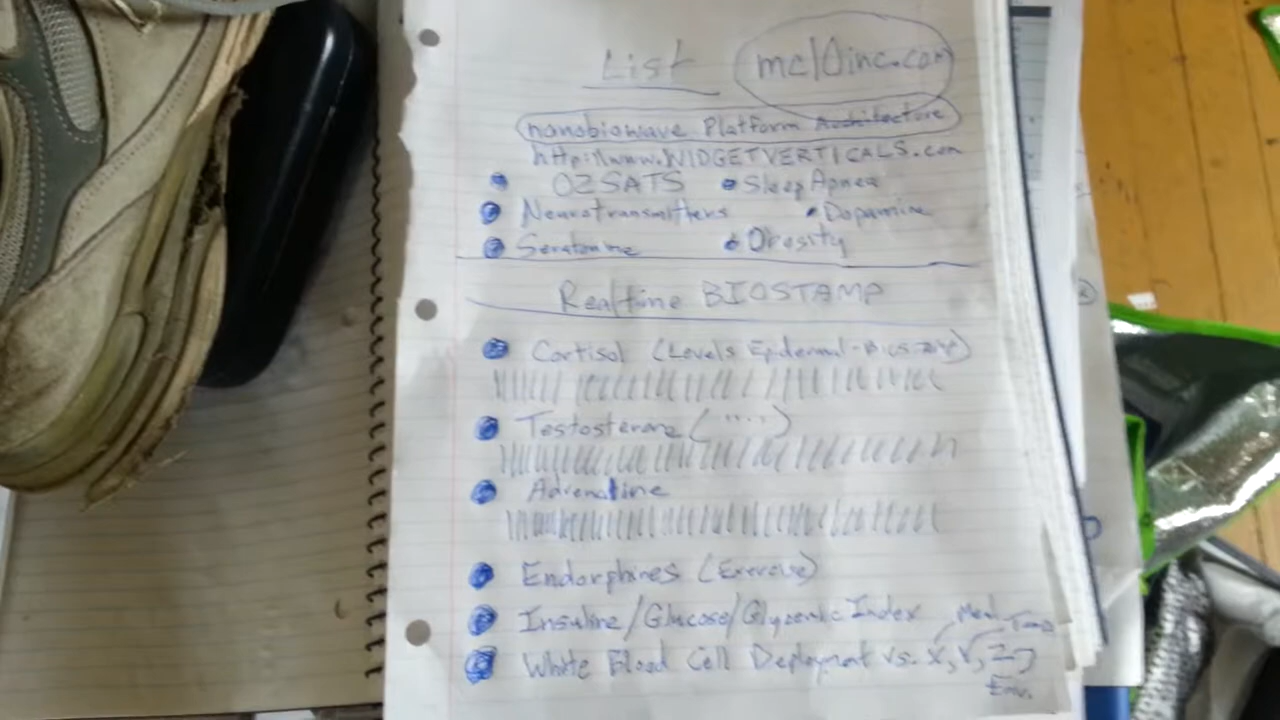 List mc10inc.com
nanobiowave Platform Architecture
http://www.WIDGETVERTICALS.com
• O2SATS • Sleep Apnea
• Neurotransmitters • Dopamine
• Seratonine • Obesity
Realtime BIOSTAMP
• Cortisol (Levels Epidermal-
• Testosterone (....)
• Adrenaline
• Endorphines (Exercise)
• Insuline/Glucose/Glycemic Index
• White Blood Cell Deployment vs. X, Y, Z
Env.